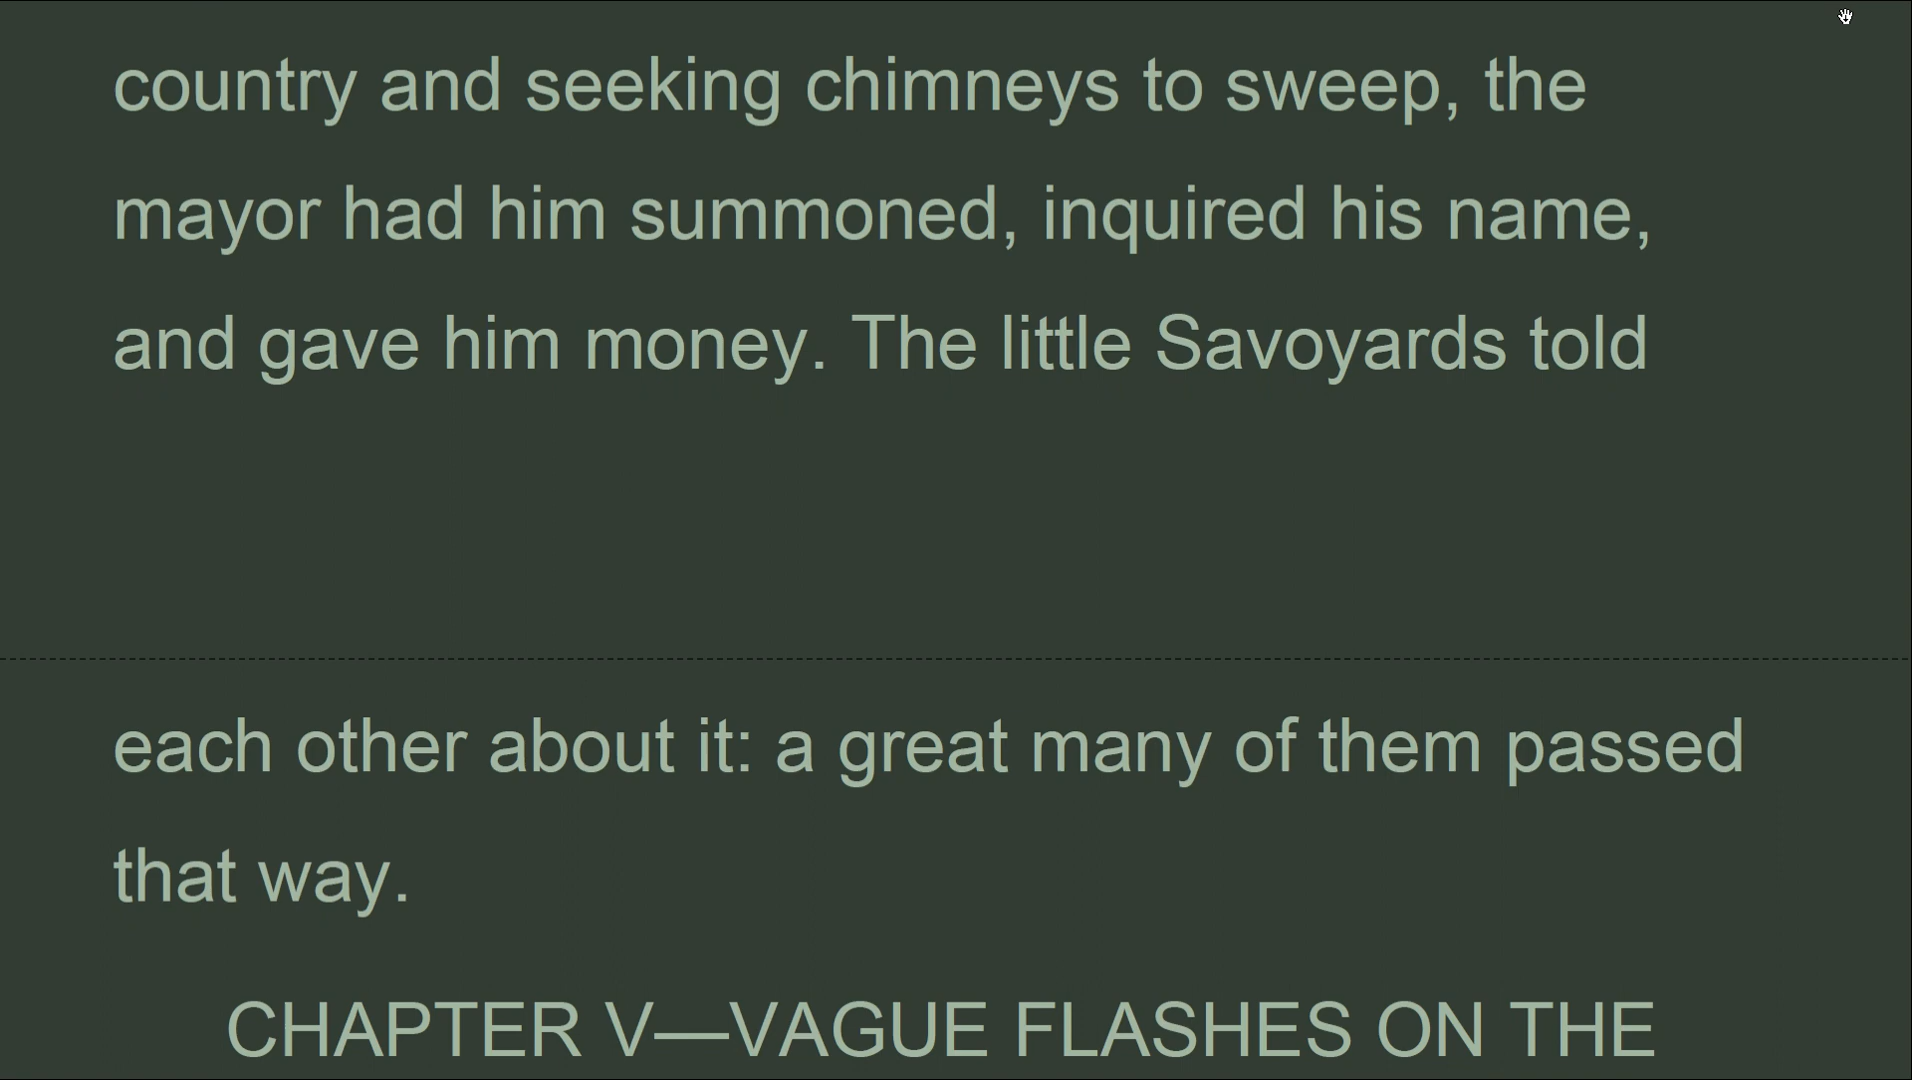 country and seeking chimneys to sweep, the
mayor had him summoned, inquired his name,
and gave him money. The little Savoyards told
each other about it: a great many of them passed
that way.
CHAPTER V—VAGUE FLASHES ON THE